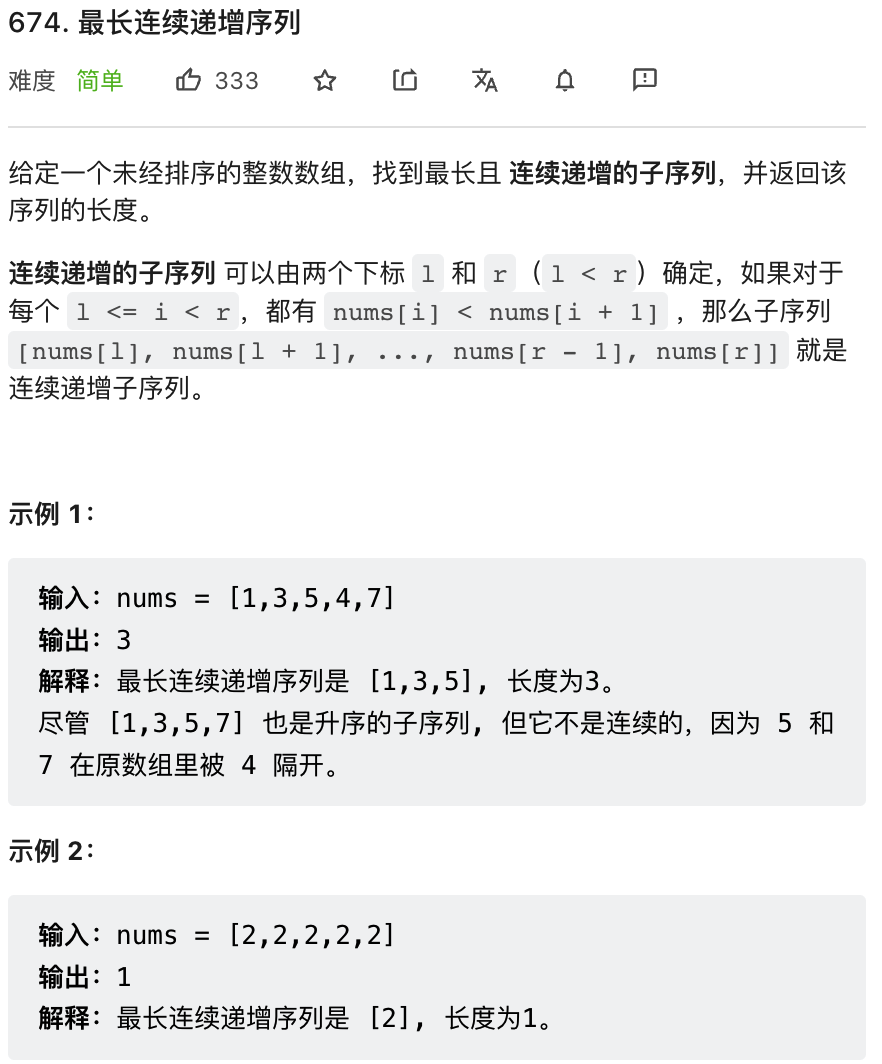 674. 最长连续递增序列
难度 简单 333
给定一个未经排序的整数数组，找到最长且 连续递增的子序列，并返回该
序列的长度。
连续递增的子序列 可以由两个下标 l 和 r（l < r）确定，如果对于
每个 l <= i < r，都有 nums[i] < nums[i + 1] ，那么子序列
[nums[l], nums[l + 1], ..., nums[r - 1], nums[r]] 就是
连续递增子序列。
示例 1：
输入：nums = [1,3,5,4,7]
输出：3
解释：最长连续递增序列是 [1,3,5], 长度为3。
尽管 [1,3,5,7] 也是升序的子序列, 但它不是连续的，因为 5 和
7 在原数组里被 4 隔开。
示例 2：
输入：nums = [2,2,2,2,2]
输出：1
解释：最长连续递增序列是 [2], 长度为1。